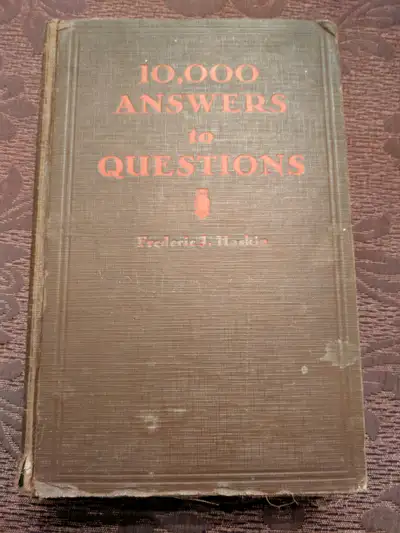 10,000
ANSWERS
to
QUESTIONS
Frederic J. Haskin